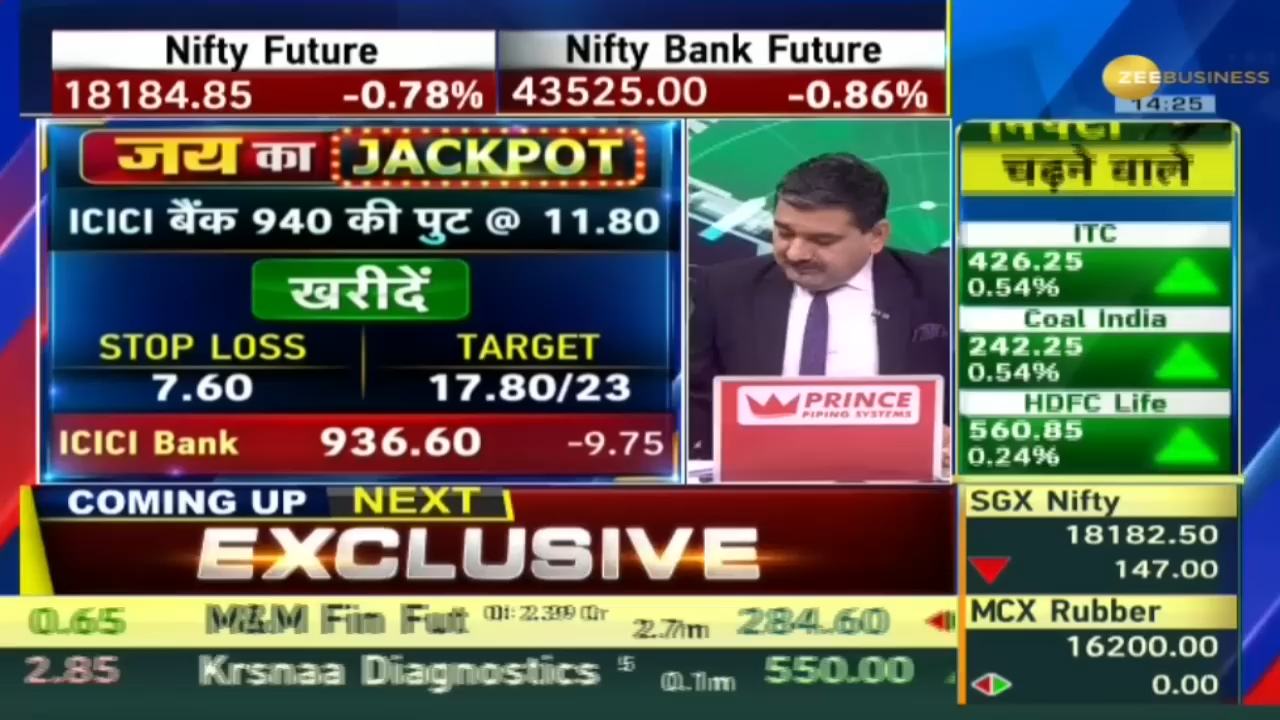 Nifty Future
18184.85 -0.78%
Nifty Bank Future
43525.00 -0.86%
ZEEBUSINESS
14:25
जय का JACKPOT
ICICI बैंक 940 की पुट @ 11.80
खरीदें
STOP LOSS
7.60
TARGET
17.80/23
ICICI Bank 936.60 -9.75
PRINCE
PIPING SYSTEMS
चढ़ने वाले
ITC
426.25
0.54%
Coal India
242.25
0.54%
HDFC Life
560.85
0.24%
SGX Nifty
18182.50
147.00
MCX Rubber
16200.00
0.00
COMING UP NEXT
EXCLUSIVE
0.65 M&M Fin Fut 2.7m 284.60
2.85 Krsnaa Diagnostics 0.1m 550.00